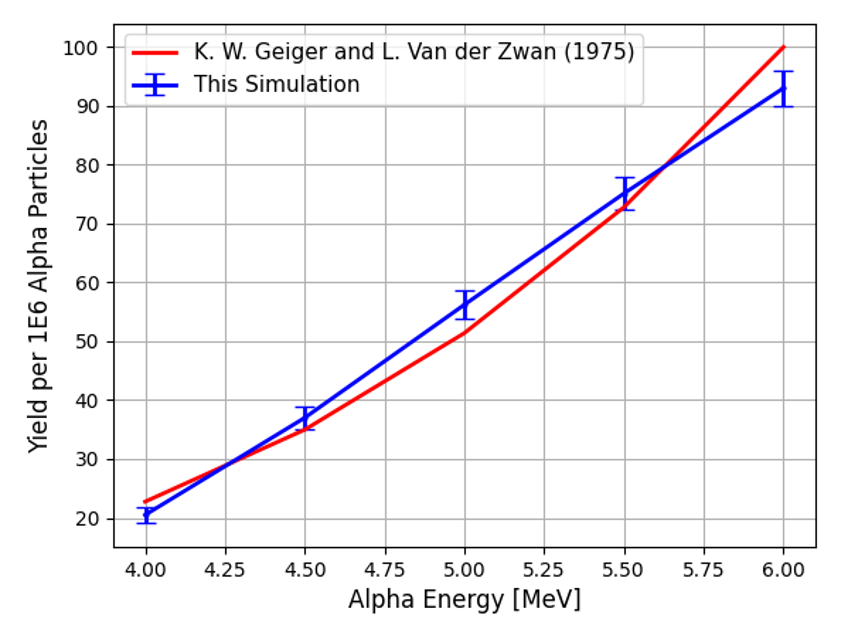 K. W. Geiger and L. Van der Zwan (1975)
This Simulation
Yield per 1E6 Alpha Particles
100
90
80
70
60
50
40
30
20
4.00 4.25 4.50 4.75 5.00 5.25 5.50 5.75 6.00
Alpha Energy [MeV]